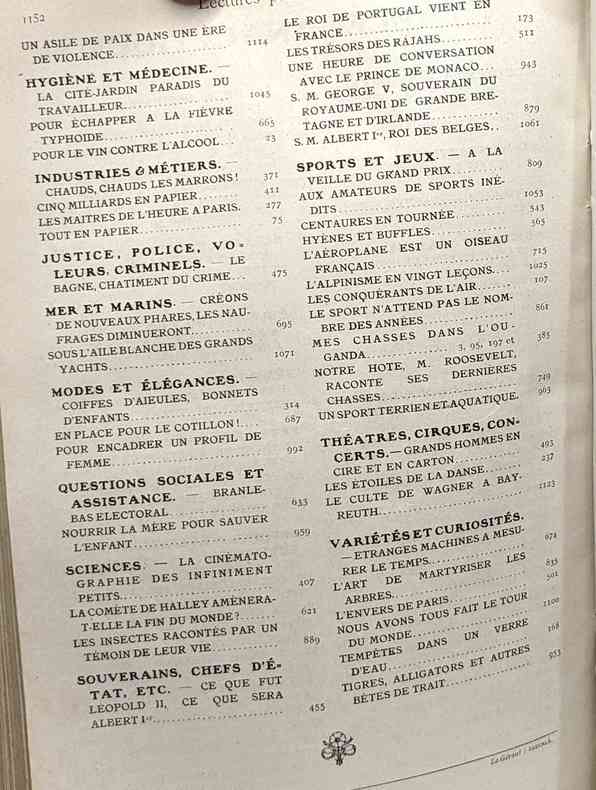 1152
Lectures
UN ASILE DE PAIX DANS UNE ÈRE
DE VIOLENCE. 1114
HYGIÈNE ET MÉDECINE. —
LA CITÉ-JARDIN PARADIS DU
TRAVAILLEUR. 1045
POUR ÉCHAPPER A LA FIÈVRE
TYPHOÏDE. 665
POUR LE VIN CONTRE L'ALCOOL. 23
INDUSTRIES & MÉTIERS. —
CHAUDS, CHAUDS LES MARRONS! 371
CINQ MILLIARDS EN PAPIER. 411
LES MAITRES DE L'HEURE A PARIS. 277
TOUT EN PAPIER. 75
JUSTICE, POLICE, VO-
LEURS, CRIMINELS. — LE
BAGNE, CHATIMENT DU CRIME. 475
MER ET MARINS. — CRÉONS
DE NOUVEAUX PHARES, LES NAU-
FRAGES DIMINUERONT. 695
SOUS L'AILE BLANCHE DES GRANDS
YACHTS. 1071
MODES ET ÉLÉGANCES. —
COIFFES D'AIEULES, BONNETS
D'ENFANTS. 314
EN PLACE POUR LE COTILLON!. 687
POUR ENCADRER UN PROFIL DE
FEMME. 992
QUESTIONS SOCIALES ET
ASSISTANCE. — BRANLE-
BAS ELECTORAL. 633
NOURRIR LA MÈRE POUR SAUVER
L'ENFANT. 959
SCIENCES. — LA CINÉMATO-
GRAPHIE DES INFINIMENT
PETITS. 407
LA COMÈTE DE HALLEY AMÈNERA-
T-ELLE LA FIN DU MONDE?. 621
LES INSECTES RACONTÉS PAR UN
TÉMOIN DE LEUR VIE. 889
SOUVERAINS, CHEFS D'É-
TAT, ETC. — CE QUE FUT
LÉOPOLD II, CE QUE SERA
ALBERT Ier. 455
LE ROI DE PORTUGAL VIENT EN
FRANCE. 173
LES TRÉSORS DES RAJAHS. 511
UNE HEURE DE CONVERSATION
AVEC LE PRINCE DE MONACO. 943
S. M. GEORGE V, SOUVERAIN DU
ROYAUME-UNI DE GRANDE BRE-
TAGNE ET D'IRLANDE. 879
S. M. ALBERT Ier, ROI DES BELGES. 1061
SPORTS ET JEUX. — A LA
VEILLE DU GRAND PRIX. 809
AUX AMATEURS DE SPORTS INÉ-
DITS. 1053
CENTAURES EN TOURNÉE. 543
HYÈNES ET BUFFLES. 565
L'AÉROPLANE EST UN OISEAU
FRANÇAIS. 715
L'ALPINISME EN VINGT LEÇONS. 1025
LES CONQUÉRANTS DE L'AIR. 107
LE SPORT N'ATTEND PAS LE NOM-
BRE DES ANNÉES. 861
MES CHASSES DANS L'OU-
GANDA. 3, 95, 197 et 385
NOTRE HOTE, M. ROOSEVELT,
RACONTE SES DERNIERES
CHASSES. 749
UN SPORT TERRIEN ET AQUATIQUE. 963
THÉATRES, CIRQUES, CON-
CERTS. — GRANDS HOMMES EN
CIRE ET EN CARTON. 493
LES ÉTOILES DE LA DANSE. 237
LE CULTE DE WAGNER A BAY-
REUTH. 1123
VARIÉTÉS ET CURIOSITÉS.
— ETRANGES MACHINES A MESU-
RER LE TEMPS. 674
L'ART DE MARTYRISER LES
ARBRES. 835
L'ENVERS DE PARIS. 501
NOUS AVONS TOUS FAIT LE TOUR
DU MONDE. 1100
TEMPÊTES DANS UN VERRE
D'EAU. 168
TIGRES, ALLIGATORS ET AUTRES
BÊTES DE TRAIT. 953
Le Gérant :